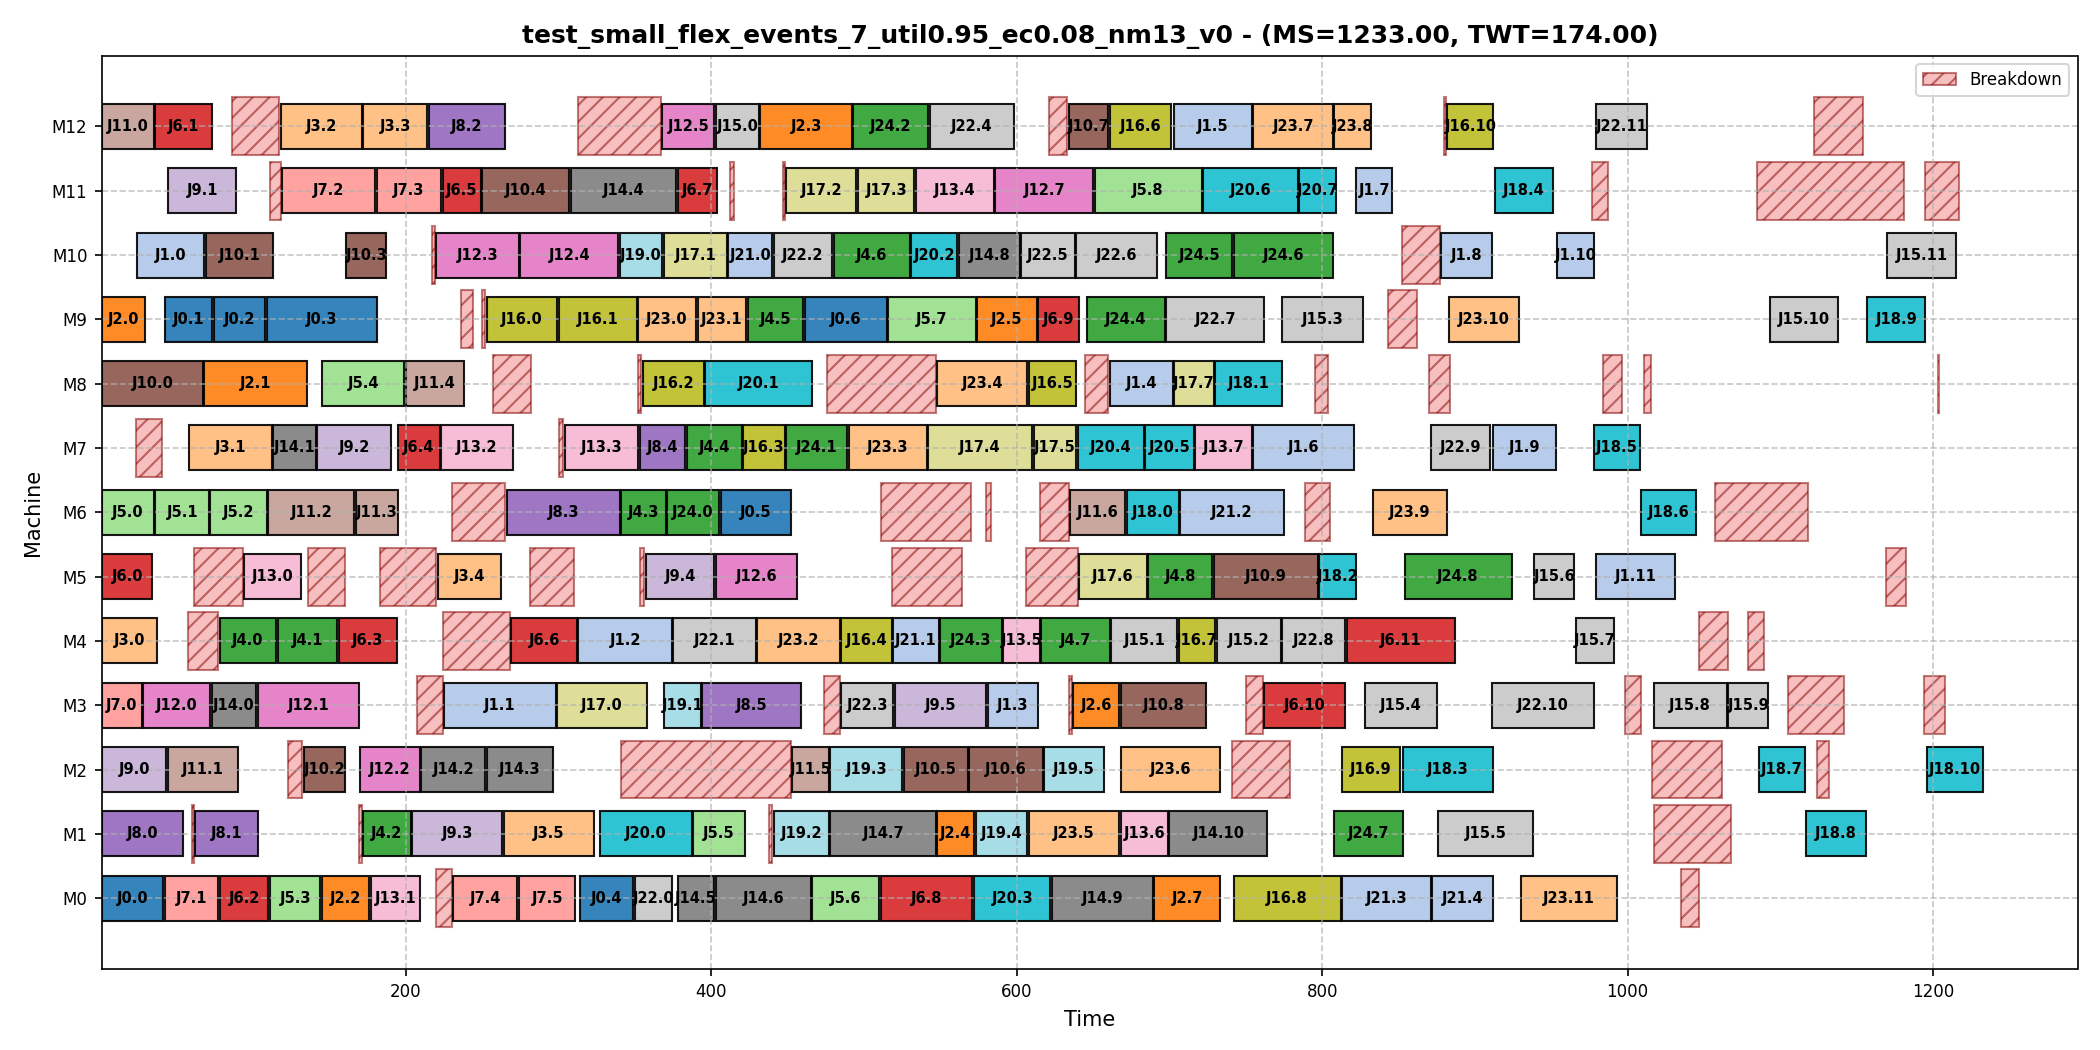 test_small_flex_events_7_util0.95_ec0.08_nm13_v0 - (MS=1233.00, TWT=174.00)
Breakdown
M12 J11.0 J6.1 J3.2 J3.3 J8.2 J12.5 J15.0 J2.3 J24.2 J22.4 J10.7 J16.6 J1.5 J23.7 J23.8 J16.10 J22.11
M11 J9.1 J7.2 J7.3 J6.5 J10.4 J14.4 J6.7 J17.2 J17.3 J13.4 J12.7 J5.8 J20.6 J20.7 J1.7 J18.4
M10 J1.0 J10.1 J10.3 J12.3 J12.4 J19.0 J17.1 J21.0 J22.2 J4.6 J20.2 J14.8 J22.5 J22.6 J24.5 J24.6 J1.8 J1.10 J15.11
M9 J2.0 J0.1 J0.2 J0.3 J16.0 J16.1 J23.0 J23.1 J4.5 J0.6 J5.7 J2.5 J6.9 J24.4 J22.7 J15.3 J23.10 J15.10 J18.9
M8 J10.0 J2.1 J5.4 J11.4 J16.2 J20.1 J23.4 J16.5 J1.4 J17.7 J18.1
M7 J3.1 J14.1 J9.2 J6.4 J13.2 J13.3 J8.4 J4.4 J16.3 J24.1 J23.3 J17.4 J17.5 J20.4 J20.5 J13.7 J1.6 J22.9 J1.9 J18.5
M6 J5.0 J5.1 J5.2 J11.2 J11.3 J8.3 J4.3 J24.0 J0.5 J11.6 J18.0 J21.2 J23.9 J18.6
M5 J6.0 J13.0 J3.4 J9.4 J12.6 J17.6 J4.8 J10.9 J18.2 J24.8 J15.6 J1.11
M4 J3.0 J4.0 J4.1 J6.3 J6.6 J1.2 J22.1 J23.2 J16.4 J21.1 J24.3 J13.5 J4.7 J15.1 J16.7 J15.2 J22.8 J6.11 J15.7
M3 J7.0 J12.0 J14.0 J12.1 J1.1 J17.0 J19.1 J8.5 J22.3 J9.5 J1.3 J2.6 J10.8 J6.10 J15.4 J22.10 J15.8 J15.9
M2 J9.0 J11.1 J10.2 J12.2 J14.2 J14.3 J11.5 J19.3 J10.5 J10.6 J19.5 J23.6 J16.9 J18.3 J18.7 J18.10
M1 J8.0 J8.1 J4.2 J9.3 J3.5 J20.0 J5.5 J19.2 J14.7 J2.4 J19.4 J23.5 J13.6 J14.10 J24.7 J15.5 J18.8
M0 J0.0 J7.1 J6.2 J5.3 J2.2 J13.1 J7.4 J7.5 J0.4 J22.0 J14.5 J14.6 J5.6 J6.8 J20.3 J14.9 J2.7 J16.8 J21.3 J21.4 J23.11
200 400 600 800 1000 1200
Time
Machine